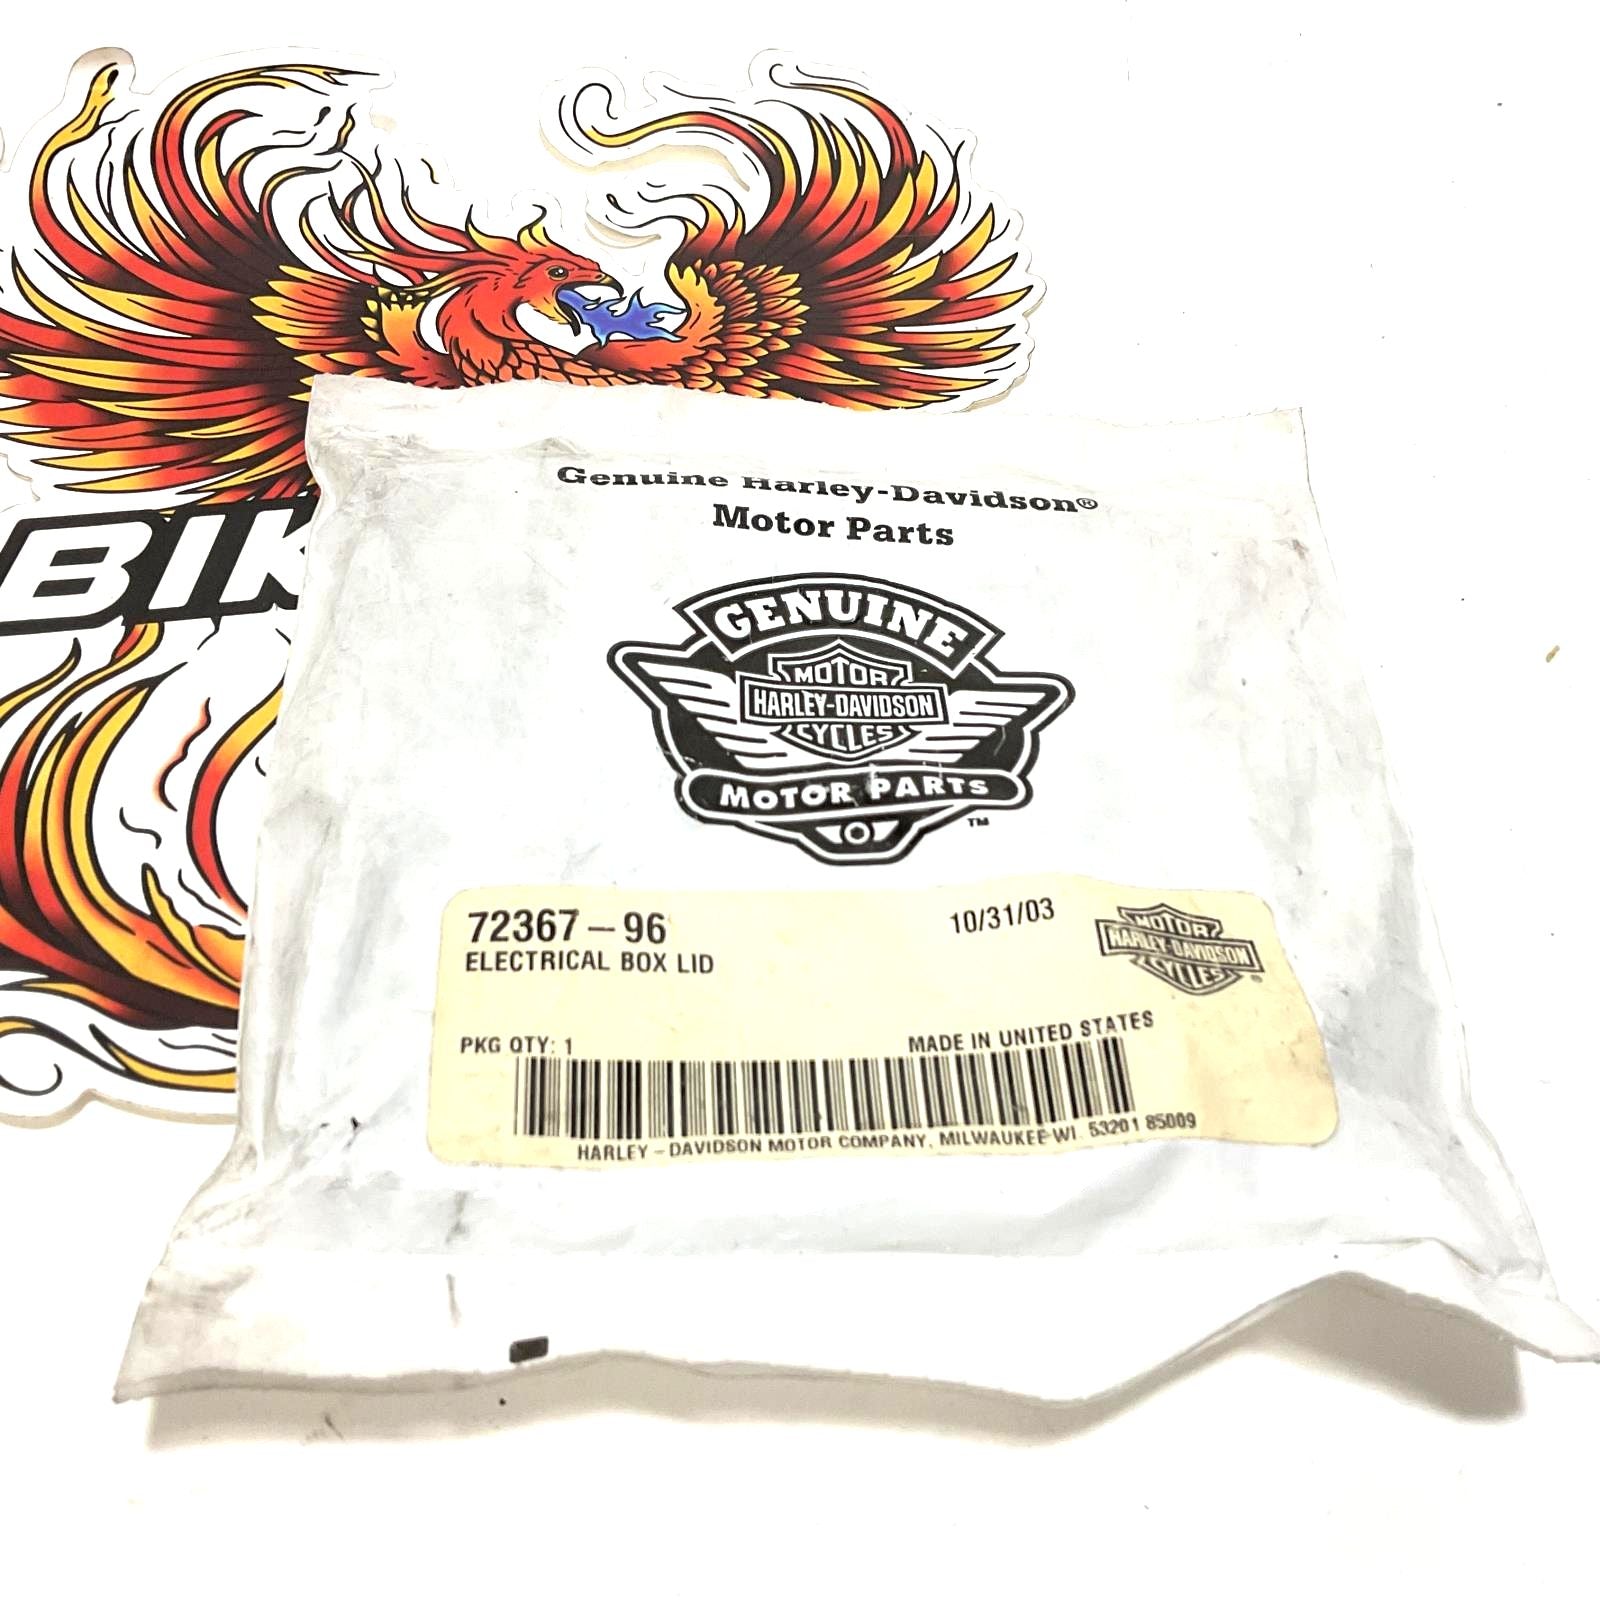 BIK
Genuine Harley-Davidson®
Motor Parts
GENUINE
MOTOR
HARLEY-DAVIDSON
CYCLES
MOTOR PARTS
TM
72367-96
10/31/03
ELECTRICAL BOX LID
MOTOR
HARLEY-DAVIDSON
CYCLES
®
PKG QTY: 1
MADE IN UNITED STATES
HARLEY-DAVIDSON MOTOR COMPANY, MILWAUKEE WI 53201 85009